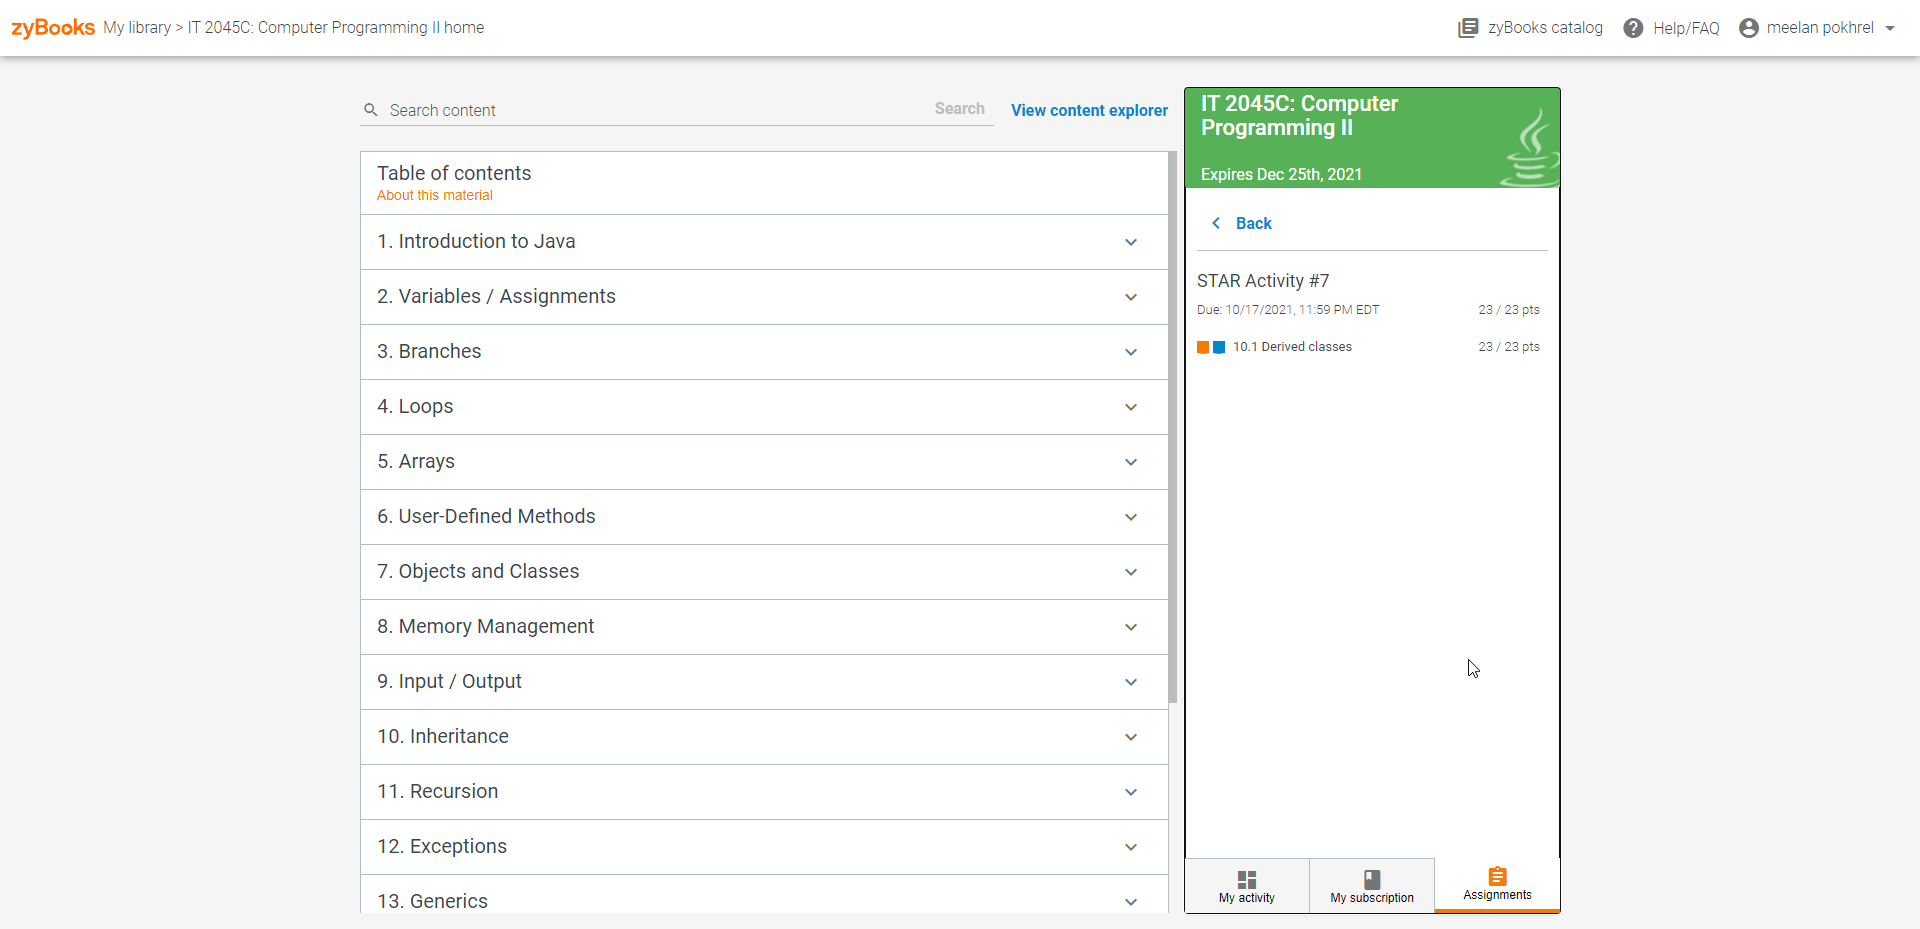 zyBooks My library > IT 2045C: Computer Programming II home
zyBooks catalog
Help/FAQ
meelan pokhrel
Search content
Search
View content explorer
Table of contents
About this material
1. Introduction to Java
2. Variables / Assignments
3. Branches
4. Loops
5. Arrays
6. User-Defined Methods
7. Objects and Classes
8. Memory Management
9. Input / Output
10. Inheritance
11. Recursion
12. Exceptions
13. Generics
IT 2045C: Computer
Programming II
Expires Dec 25th, 2021
Back
STAR Activity #7
Due: 10/17/2021, 11:59 PM EDT 23 / 23 pts
10.1 Derived classes 23 / 23 pts
My activity
My subscription
Assignments